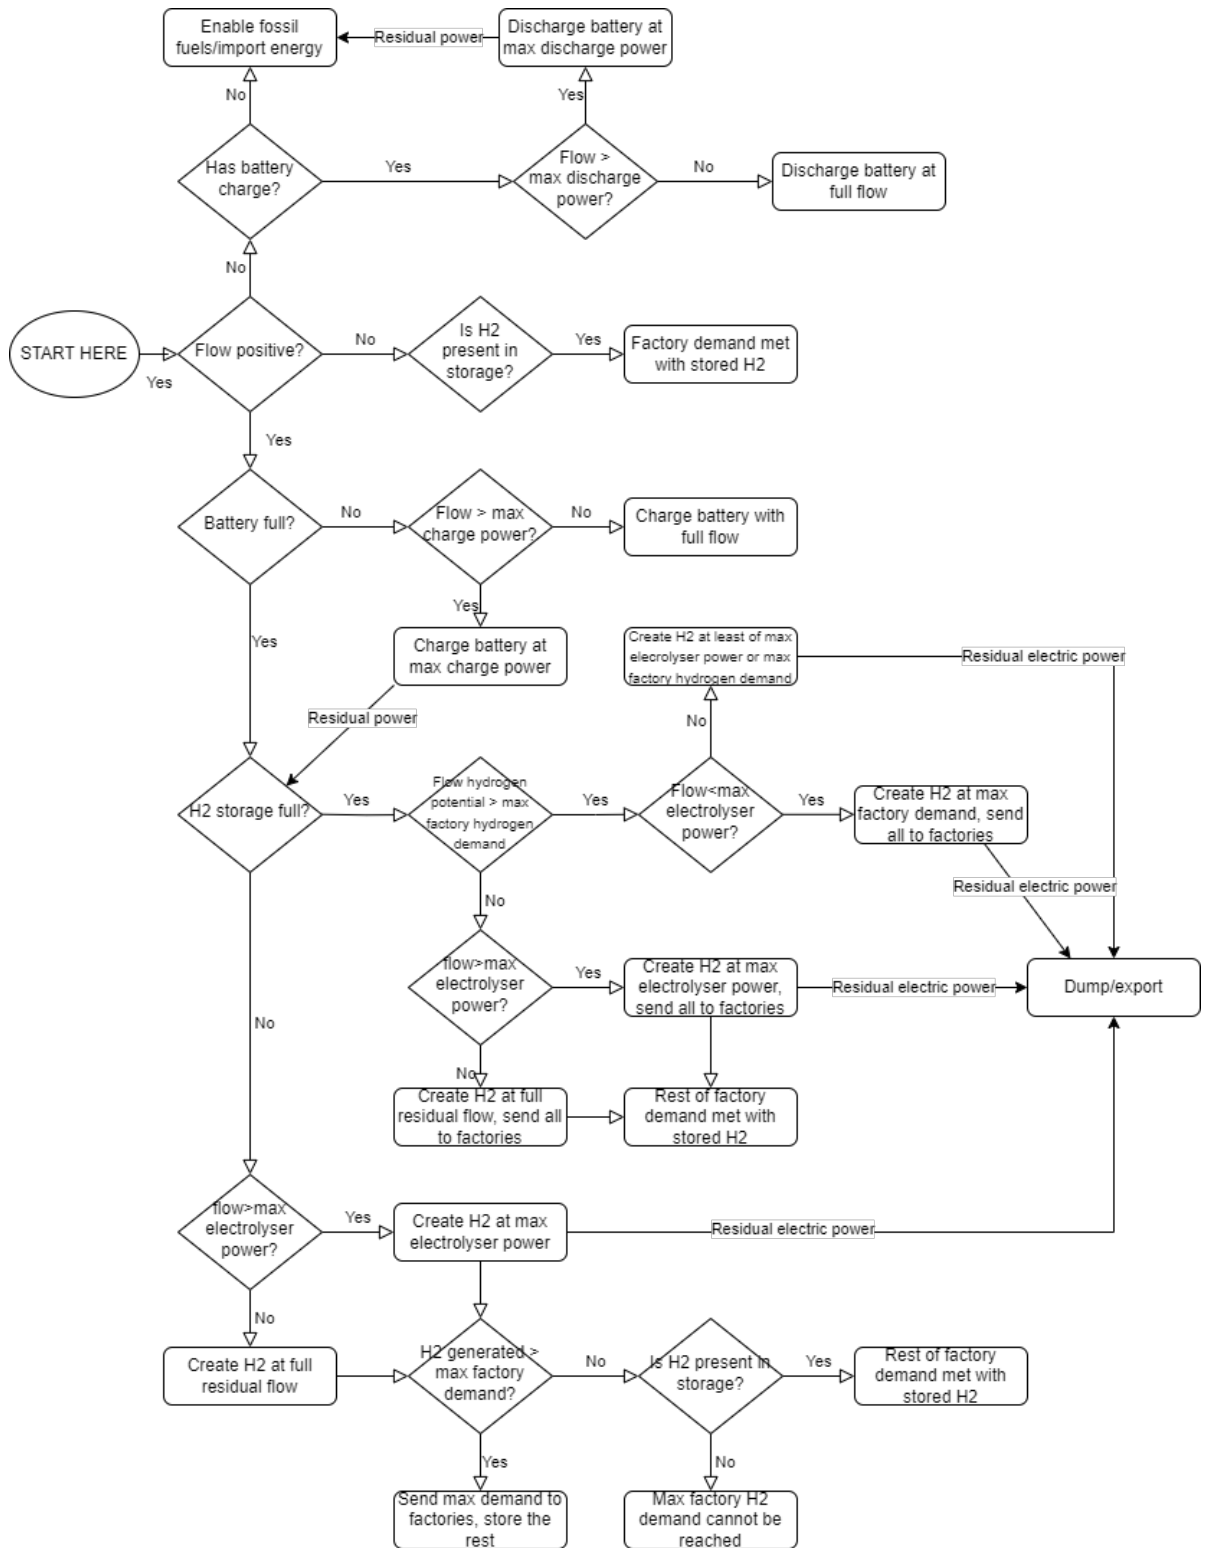 Enable fossil
fuels/import energy
Residual power
Discharge battery at
max discharge power
No
Yes
Has battery
charge?
Yes
Flow >
max discharge
power?
No
Discharge battery at
full flow
No
START HERE
Yes
Flow positive?
No
Is H2
present in
storage?
Yes
Factory demand met
with stored H2
Yes
Battery full?
No
Flow > max
charge power?
No
Charge battery with
full flow
Yes
Yes
Charge battery at
max charge power
Create H2 at least of max
elecrolyser power or max
factory hydrogen demand
Residual electric power
Residual power
No
H2 storage full?
Yes
Flow hydrogen
potential > max
factory hydrogen
demand
Yes
Flow<max
electrolyser
power?
Yes
Create H2 at max
factory demand, send
all to factories
Residual electric power
No
flow>max
electrolyser
power?
Yes
Create H2 at max
electrolyser power,
send all to factories
Residual electric power
Dump/export
No
No
Create H2 at full
residual flow, send all
to factories
Rest of factory
demand met with
stored H2
flow>max
electrolyser
power?
Yes
Create H2 at max
electrolyser power
Residual electric power
No
Create H2 at full
residual flow
H2 generated >
max factory
demand?
No
Is H2 present in
storage?
Yes
Rest of factory
demand met with
stored H2
Yes
No
Send max demand to
factories, store the
rest
Max factory H2
demand cannot be
reached